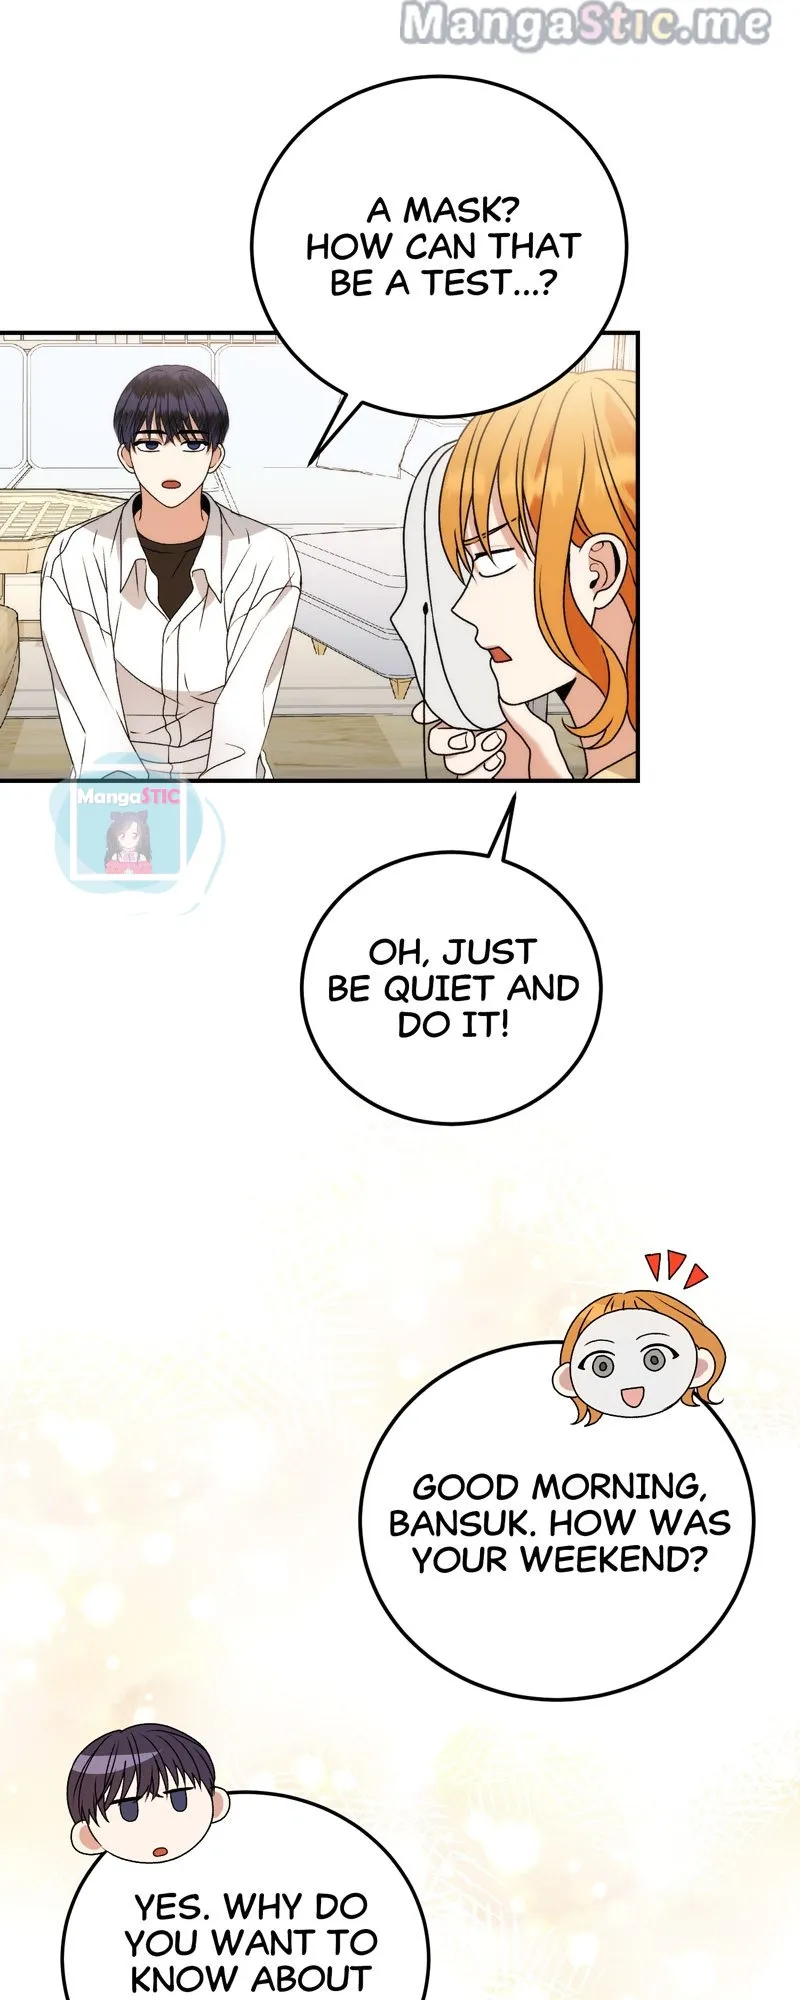 MangaStic.me
A MASK?
HOW CAN THAT
BE A TEST...?
MangaSTIC
OH, JUST
BE QUIET AND
DO IT!
GOOD MORNING,
BANSUK. HOW WAS
YOUR WEEKEND?
YES. WHY DO
YOU WANT TO
KNOW ABOUT